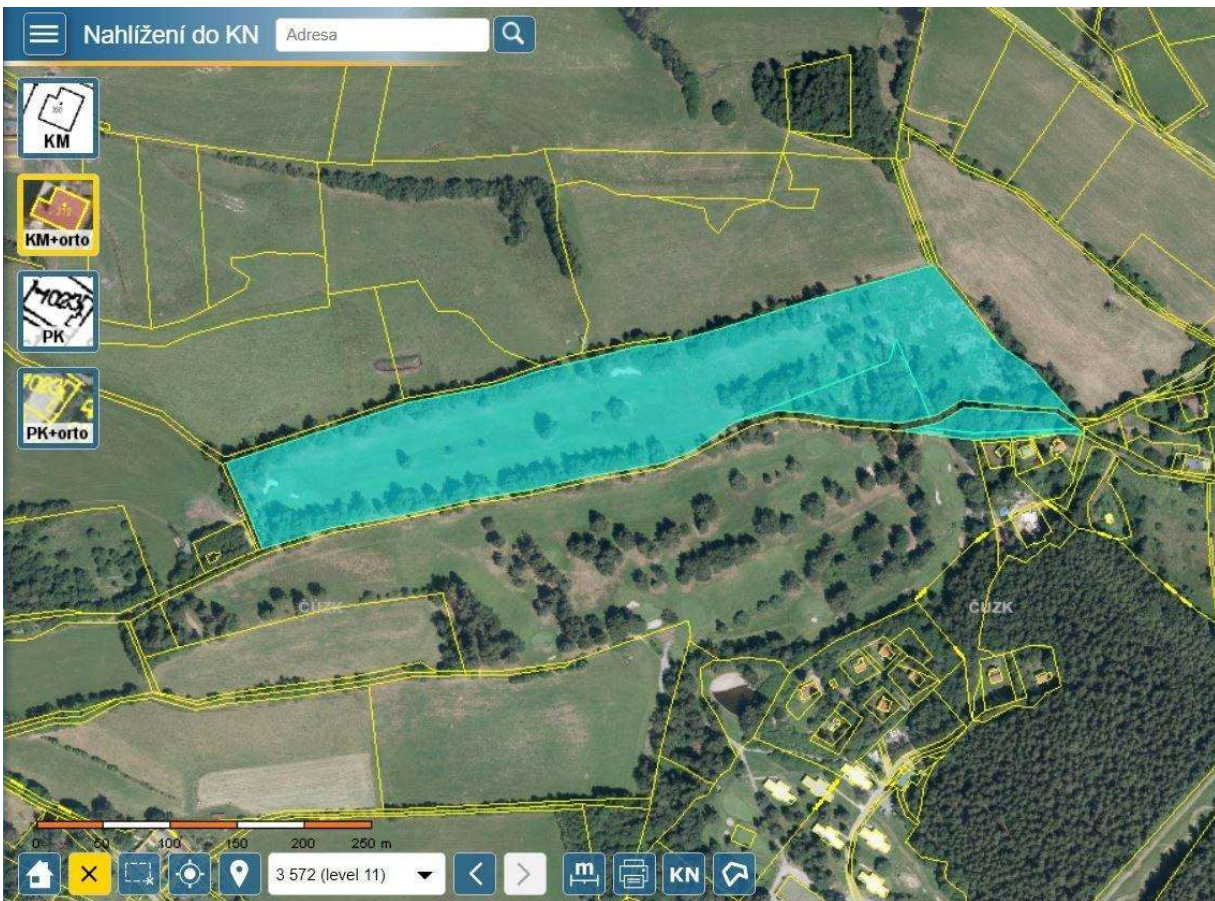 Nahlížení do KN
Adresa
KM
KM+orto
PK
PK+orto
ČÚZK
ČÚZK
0 50 100 150 200 250 m
3 572 (level 11)
m
KN